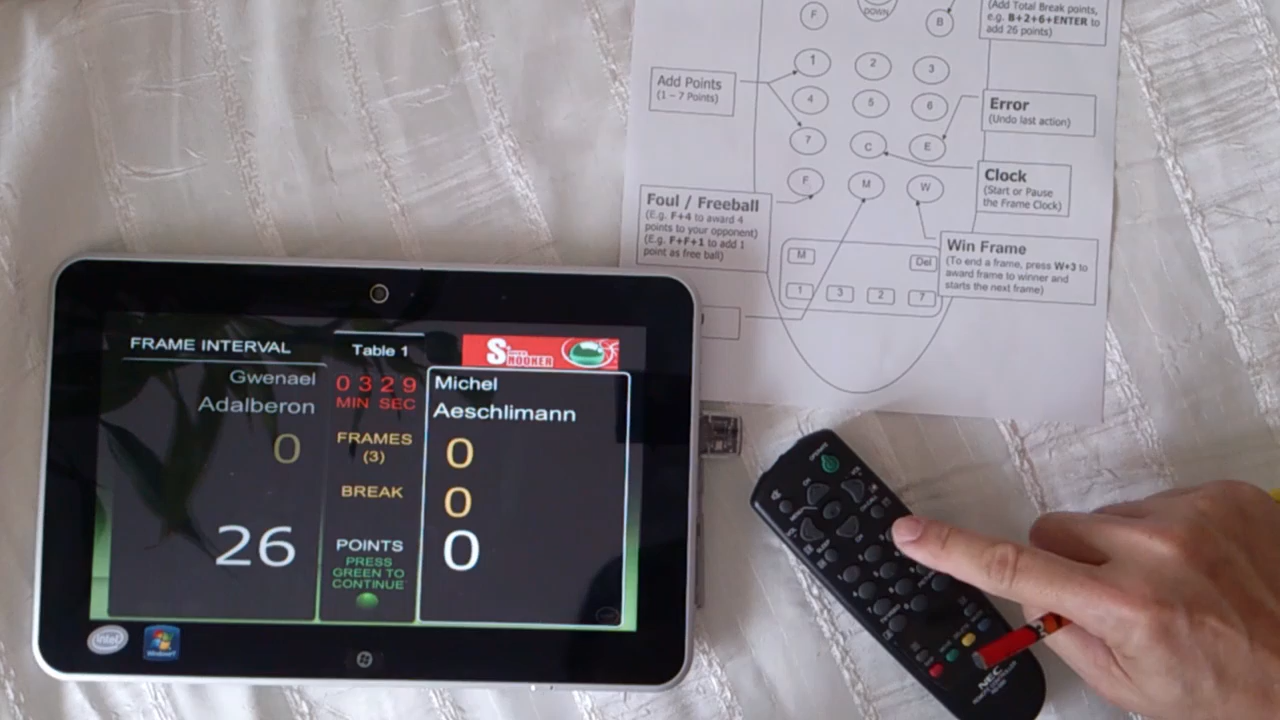 (Add Total Break points,
e.g. B+2+6+ENTER to
add 26 points)
DOWN
F
B
1
2
3
Add Points
(1 – 7 Points)
4
5
6
Error
(Undo last action)
7
C
E
Clock
(Start or Pause
the Frame Clock)
F
M
W
Foul / Freeball
(E.g. F+4 to award 4
points to your opponent)
(E.g. F+F+1 to add 1
point as free ball)
Win Frame
(To end a frame, press W+3 to
award frame to winner and
starts the next frame)
M
Del
1
3
2
7
FRAME INTERVAL
Table 1
SNOOKER
Gwenael
Adalberon
0329
MIN SEC
Michel
Aeschlimann
0
FRAMES
(3)
0
BREAK
0
26
POINTS
0
PRESS
GREEN TO
CONTINUE
intel
Windows 7
NEC